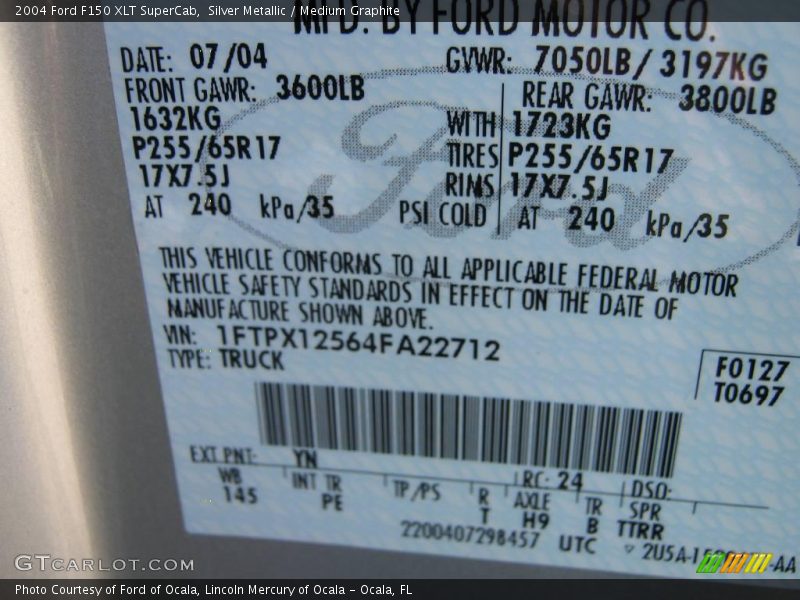 2004 Ford F150 XLT SuperCab, Silver Metallic / Medium Graphite
MFD. BY FORD MOTOR CO.
DATE: 07/04 GVWR: 7050LB/ 3197KG
FRONT GAWR: 3600LB REAR GAWR: 3800LB
1632KG WITH 1723KG
P255/65R17 TIRES P255/65R17
17X7.5J RIMS 17X7.5J
AT 240 kPa/35 PSI COLD AT 240 kPa/35
Ford
THIS VEHICLE CONFORMS TO ALL APPLICABLE FEDERAL MOTOR
VEHICLE SAFETY STANDARDS IN EFFECT ON THE DATE OF
MANUFACTURE SHOWN ABOVE.
VIN: 1FTPX12564FA22712
TYPE: TRUCK
F0127
T0697
EXT PNT: YN RC: 24 DSO:
WB INT TR TP/PS R AXLE TR SPR
145 PE T H9 B TTRR
2200407298457 UTC
GTCARLOT.COM
Photo Courtesy of Ford of Ocala, Lincoln Mercury of Ocala - Ocala, FL